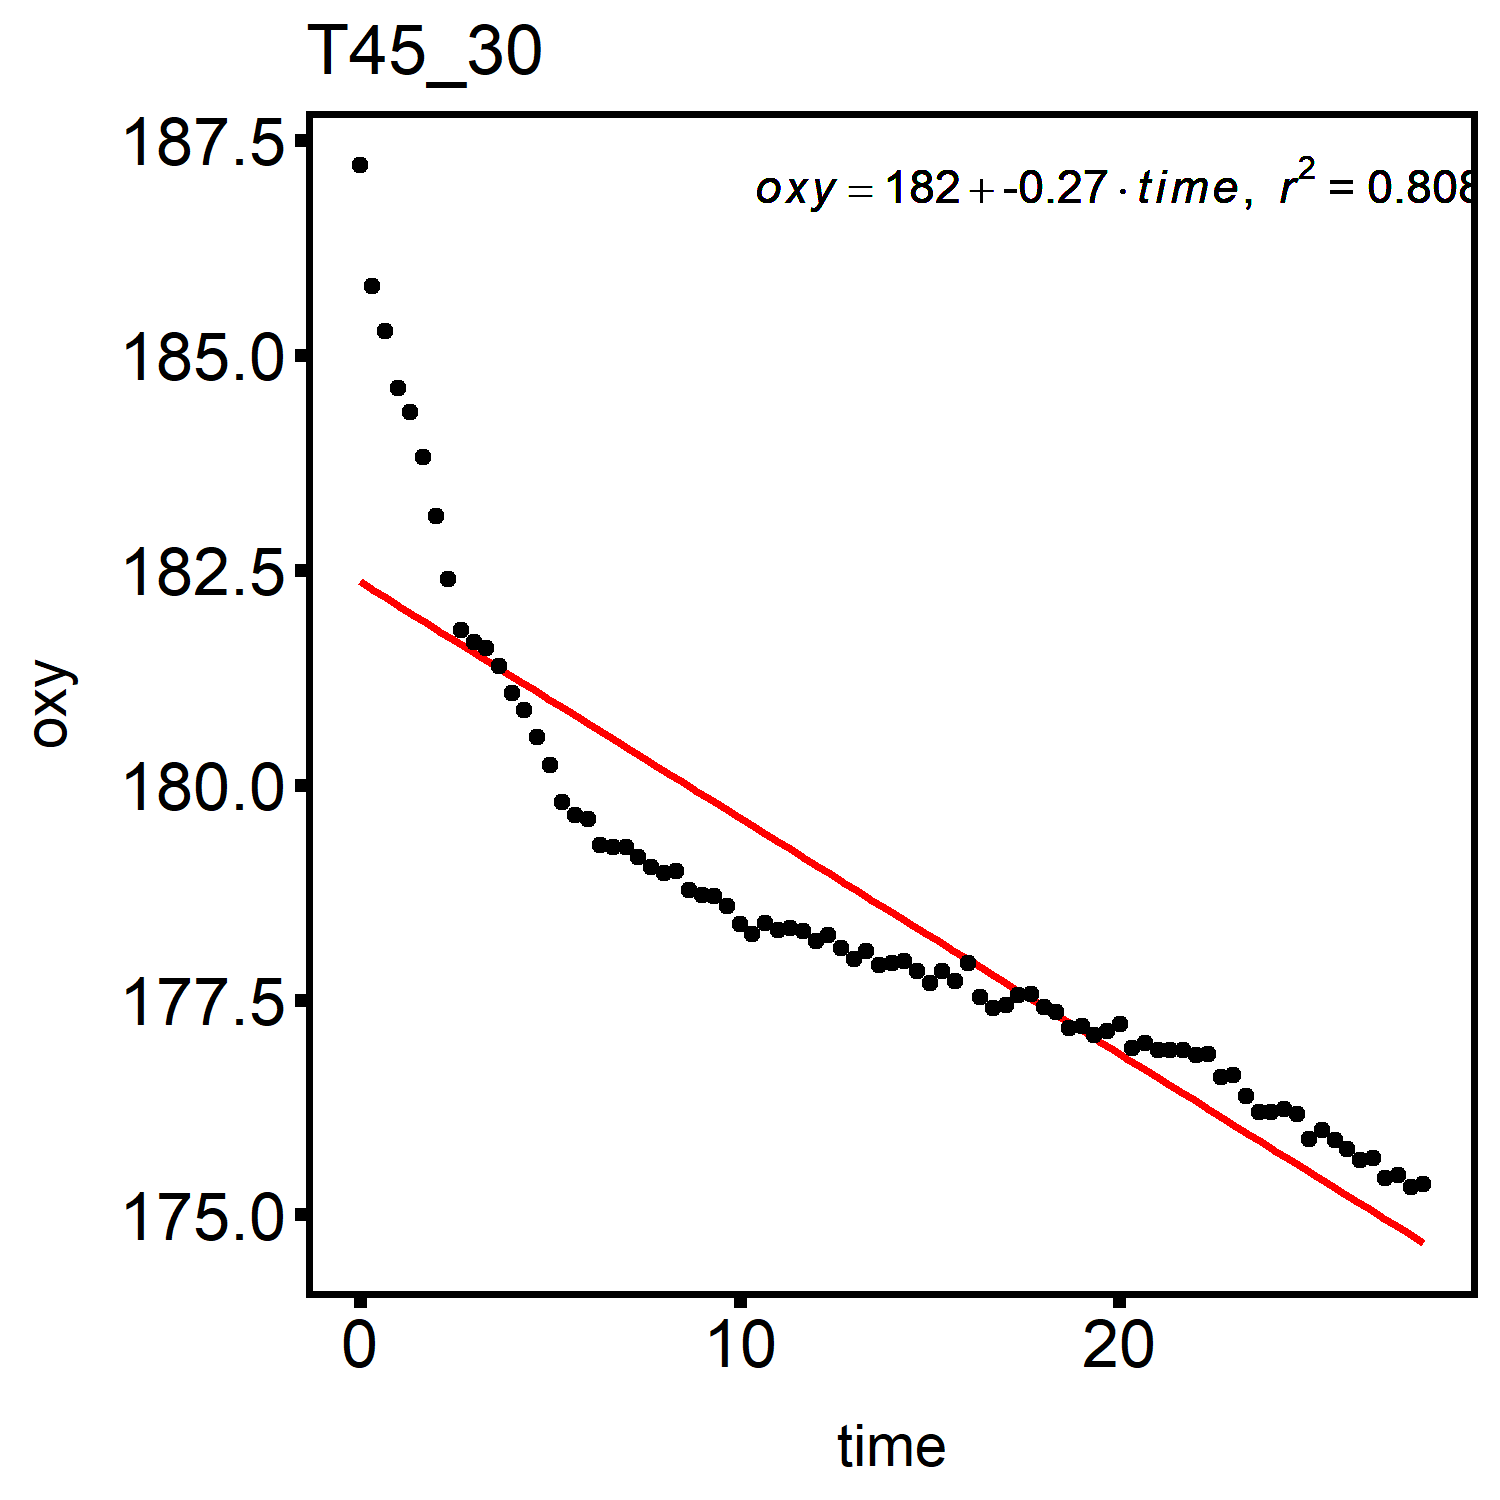 T45_30
187.5
oxy = 182 + -0.27 · time, r² = 0.808
185.0
182.5
180.0
177.5
175.0
oxy
0 10 20
time